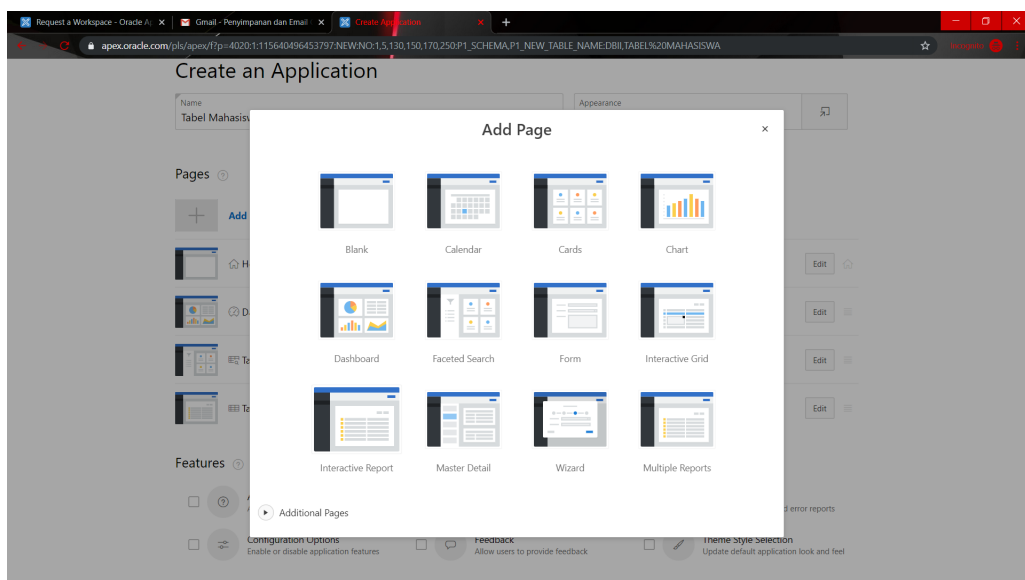 Request a Workspace - Oracle Ap
Gmail - Penyimpanan dan Email
Create Application
apex.oracle.com/pls/apex/f?p=4020:1:115640496453797:NEW:NO:1,5,130,150,170,250:P1_SCHEMA,P1_NEW_TABLE_NAME:DBII,TABEL%20MAHASISWA
Incognito
Create an Application
Name
Appearance
Tabel Mahasisw
Add Page
Pages
Add
Blank
Calendar
Cards
Chart
Edit
Dashboard
Faceted Search
Form
Interactive Grid
Edit
Edit
Edit
Interactive Report
Master Detail
Wizard
Multiple Reports
Features
Additional Pages
error reports
Configuration Options
Feedback
Theme Style Selection
Enable or disable application features
Allow users to provide feedback
Update default application look and feel